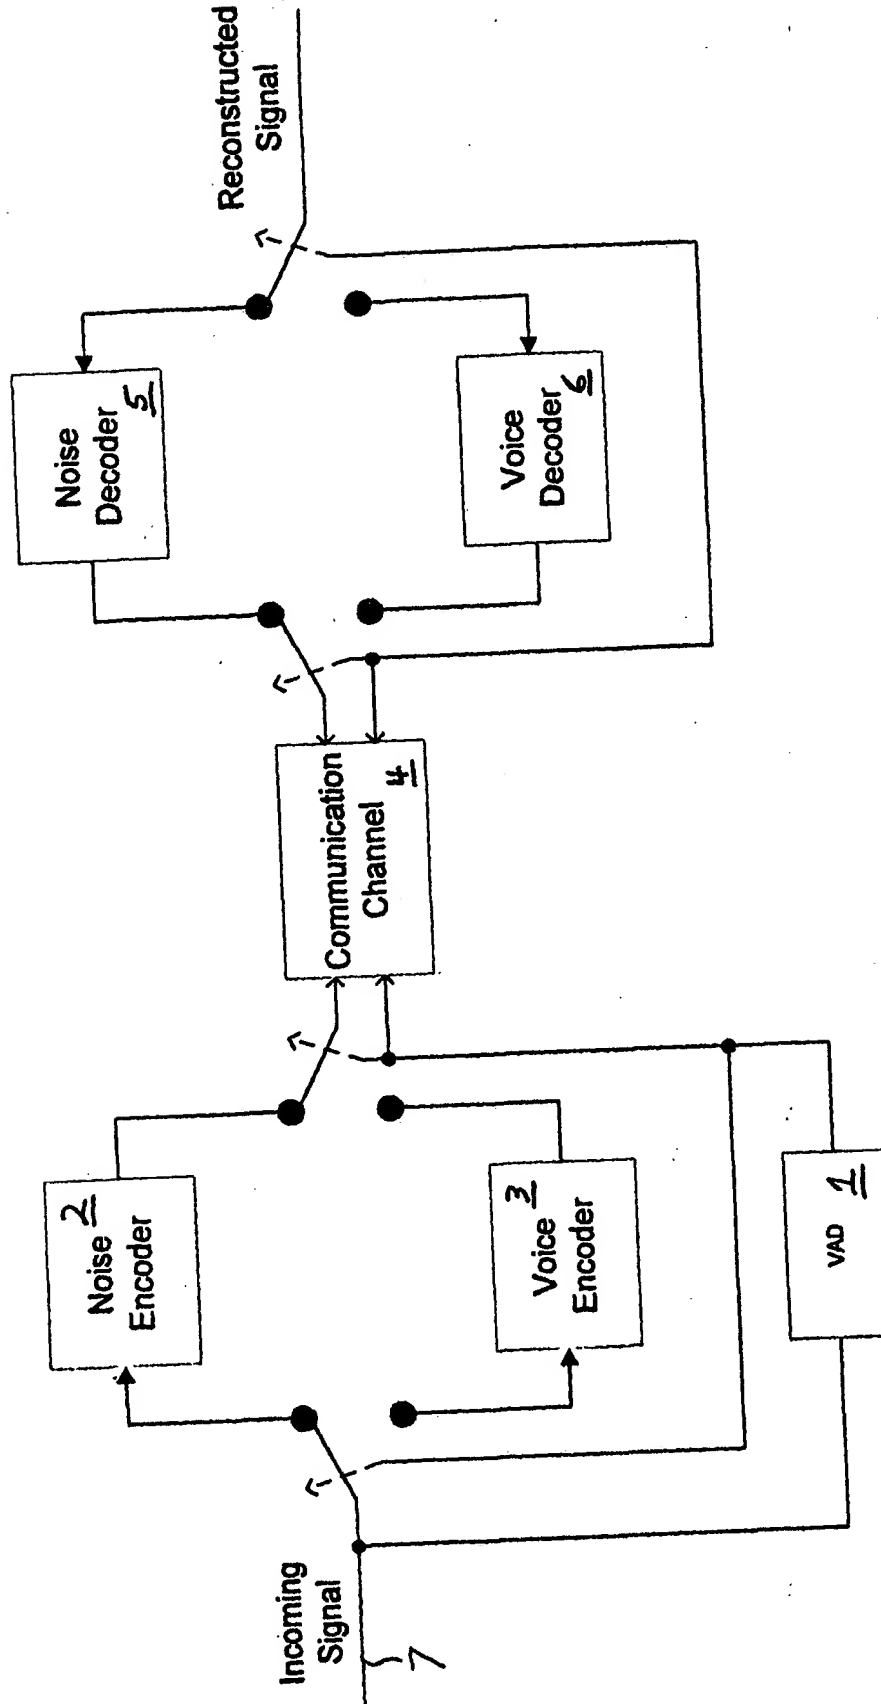 Incoming
Signal
7
Noise 2
Encoder
Voice 3
Encoder
VAD 1
Communication
Channel 4
Noise
Decoder 5
Voice
Decoder 6
Reconstructed
Signal